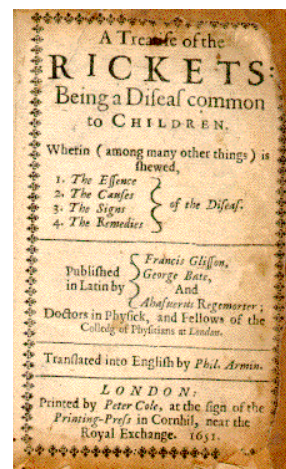 A Treatise of the
RICKETS:
Being a Diſeaſ common
to CHILDREN.
Wherin (among many other things) is
ſhewed,
1. The Eſſence
2. The Cauſes
3. The Signs
4. The Remedies
of the Diſeaſ.
Publiſhed
in Latin by
Francis Gliſſon,
George Bate,
And
Ahaſuerus Regemorter;
Doctors in Phyſick, and Fellows of the
Colledg of Phyſitians at London.
Tranſlated into Engliſh by Phil. Armin.
LONDON:
Printed by Peter Cole, at the ſign of the
Printing-Preſs in Cornhil, near the
Royal Exchange. 1651.